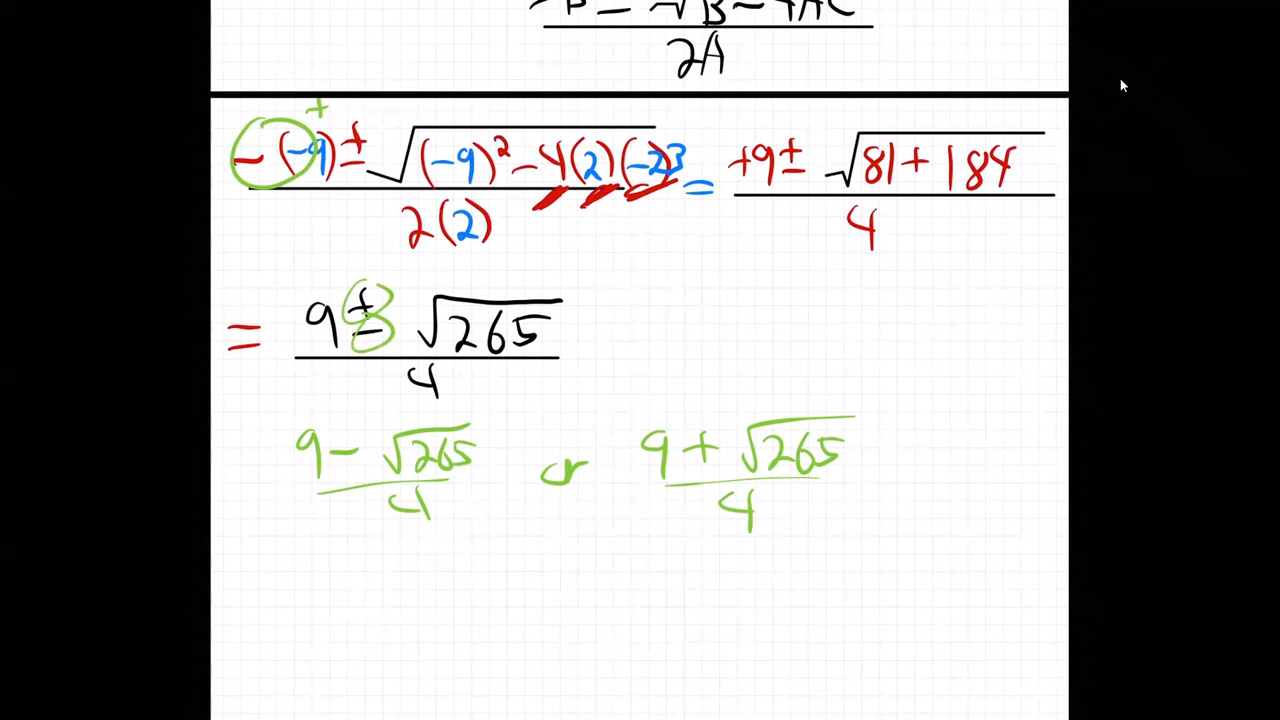 -B ± √B - 4AC
2A
+
-(-9) ± √(-9)² - 4(2)(-23) = +9 ± √81 + 184
2(2) 4
= 9 ± √265
4
9 - √265 or 9 + √265
4 4